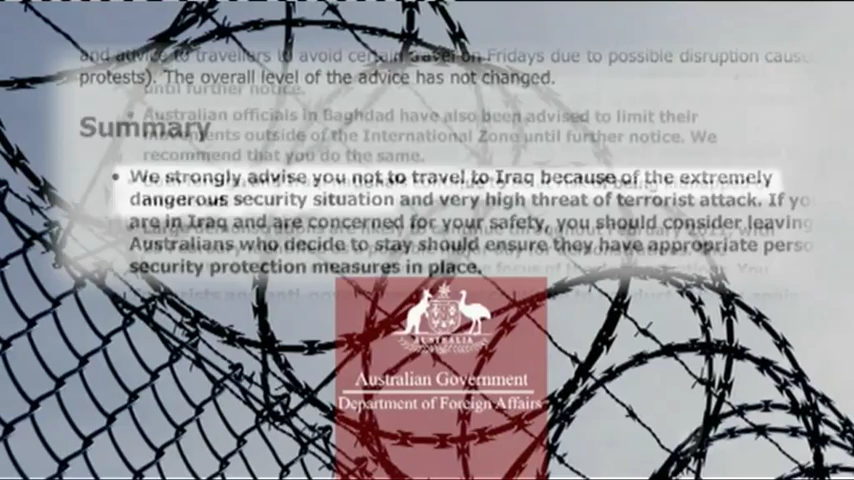 and advice to travellers to avoid certain travel on Fridays due to possible disruption
protests). The overall level of the advice has not changed.
until further notice.
• Australian officials in Baghdad have also been advised to limit their
Summary
outside of the International Zone until further notice. We
recommend that you do the same.
• We strongly advise you not to travel to Iraq because of the extremely
dangerous security situation and very high threat of terrorist attack. If
are in Iraq and are concerned for your safety, you should consider leaving
Australians who decide to stay should ensure they have appropriate
security protection measures in place.
AUSTRALIA
Australian Government
Department of Foreign Affairs